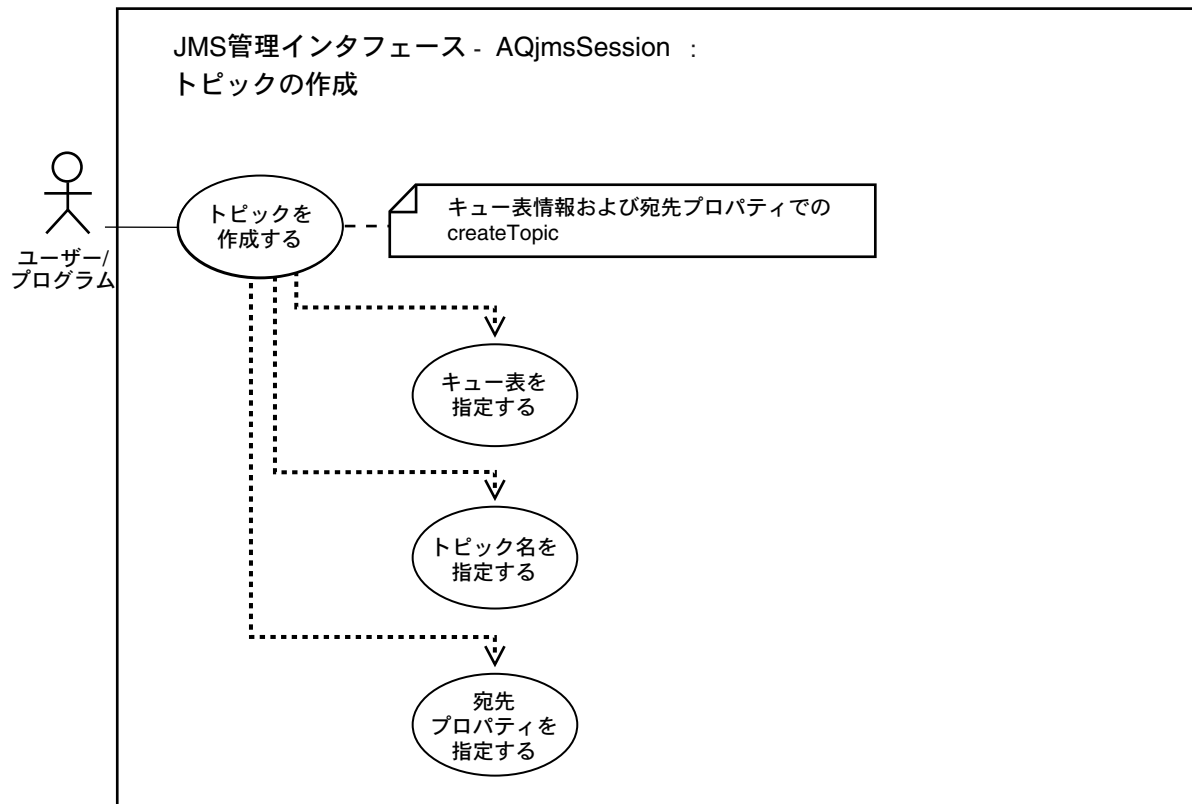 JMS管理インタフェース - AQjmsSession :
トピックの作成
ユーザー/
プログラム
トピックを
作成する
キュー表情報および宛先プロパティでの
createTopic
キュー表を
指定する
トピック名を
指定する
宛先
プロパティを
指定する